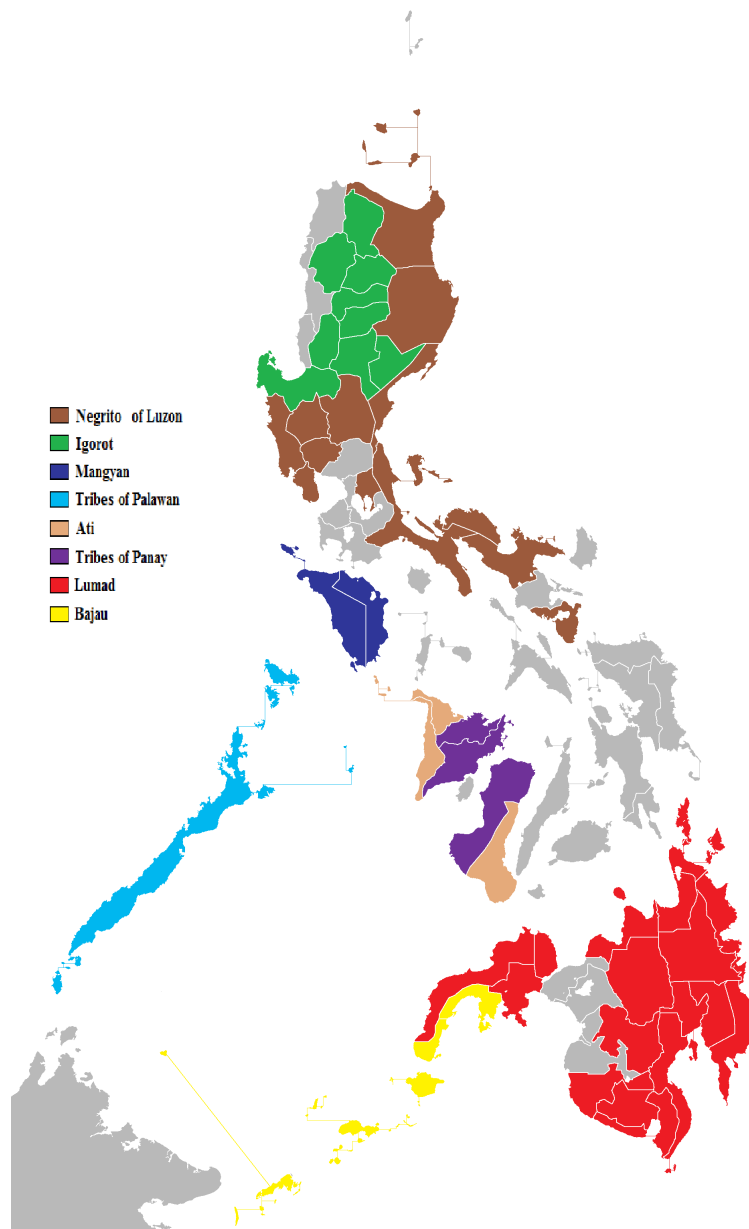 Negrito of Luzon
Igorot
Mangyan
Tribes of Palawan
Ati
Tribes of Panay
Lumad
Bajau